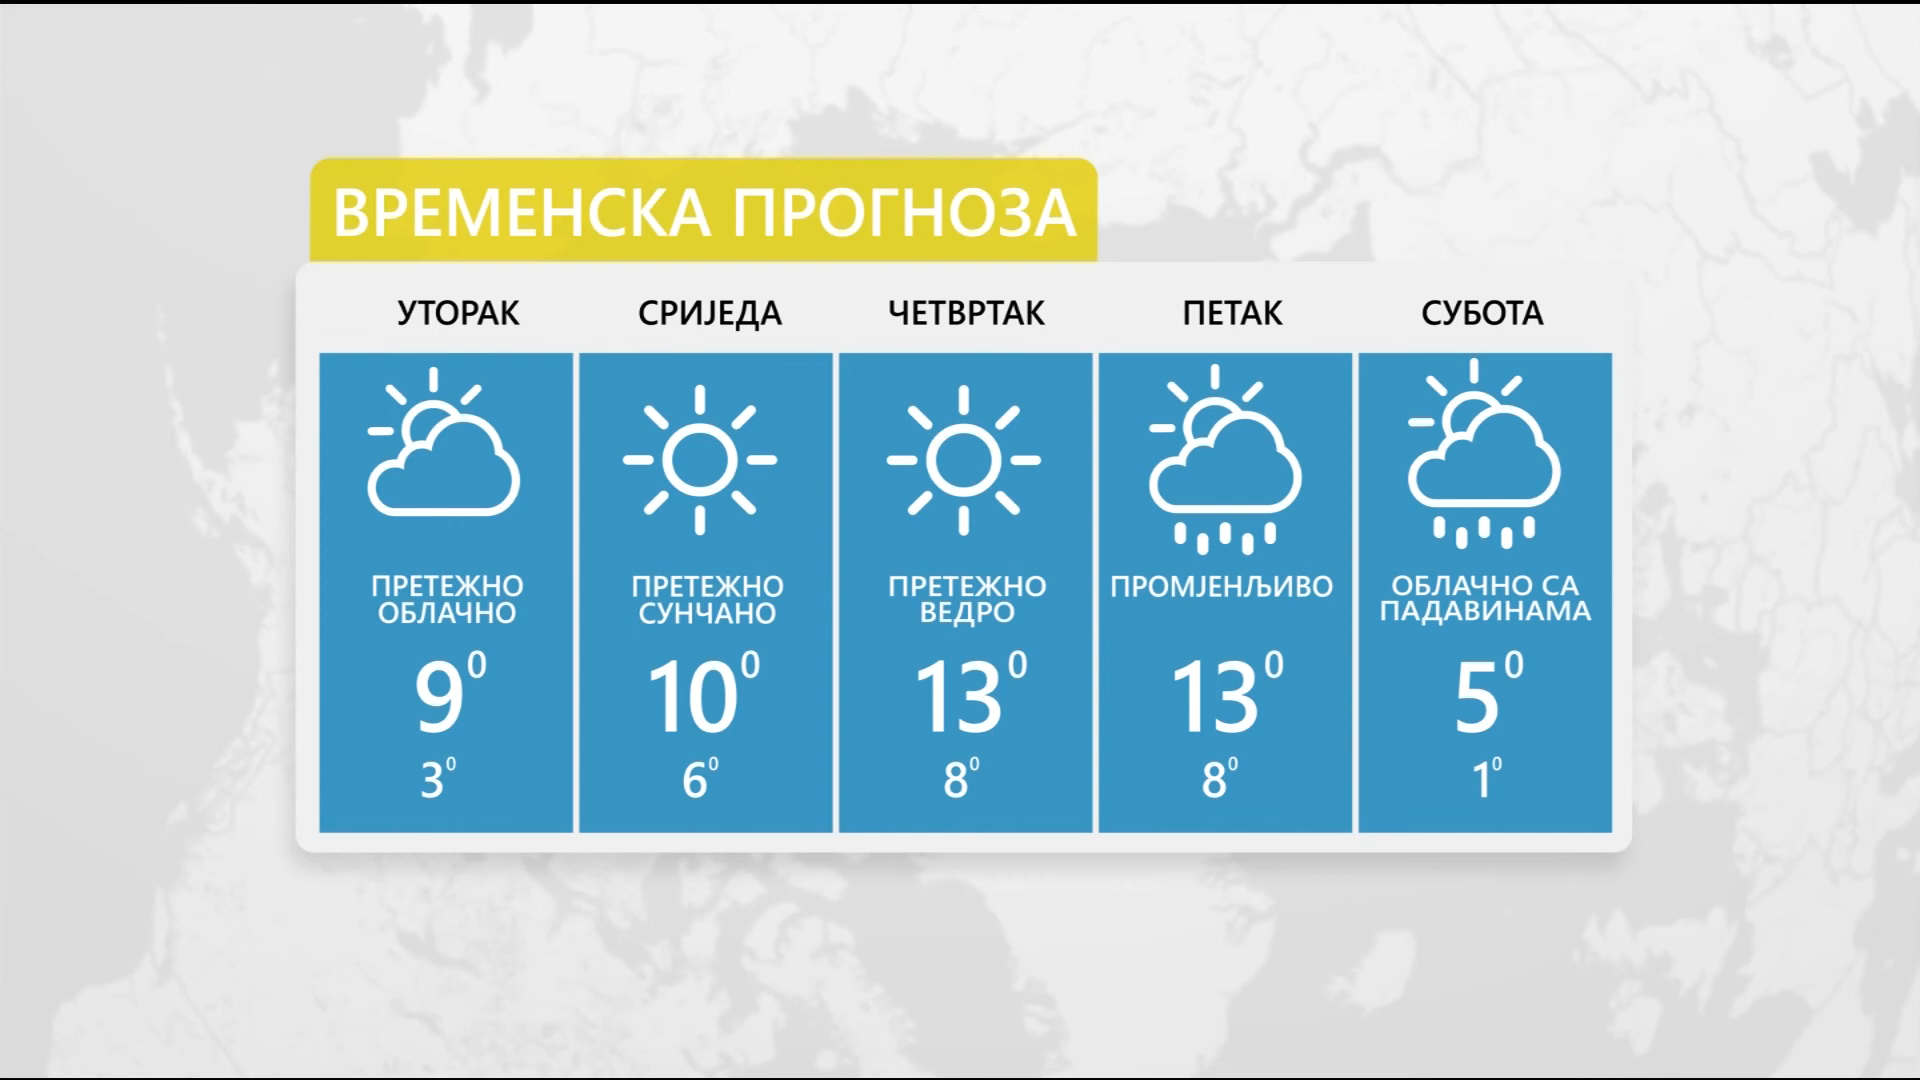 ВРЕМЕНСКА ПРОГНОЗА
УТОРАК
СРИЈЕДА
ЧЕТВРТАК
ПЕТАК
СУБОТА
ПРЕТЕЖНО
ОБЛАЧНО
ПРЕТЕЖНО
СУНЧАНО
ПРЕТЕЖНО
ВЕДРО
ПРОМЈЕНЉИВО
ОБЛАЧНО СА
ПАДАВИНАМА
9⁰
10⁰
13⁰
13⁰
5⁰
3⁰
6⁰
8⁰
8⁰
1⁰